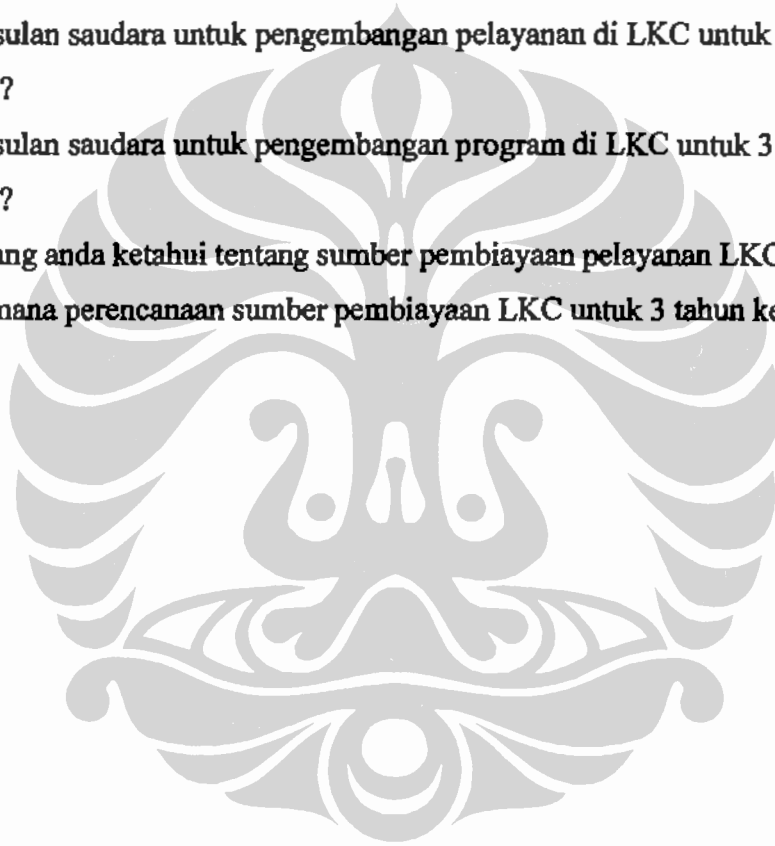 sulan saudara untuk pengembangan pelayanan di LKC untuk
?
sulan saudara untuk pengembangan program di LKC untuk 3
?
ang anda ketahui tentang sumber pembiayaan pelayanan LKC
mana perencanaan sumber pembiayaan LKC untuk 3 tahun ke